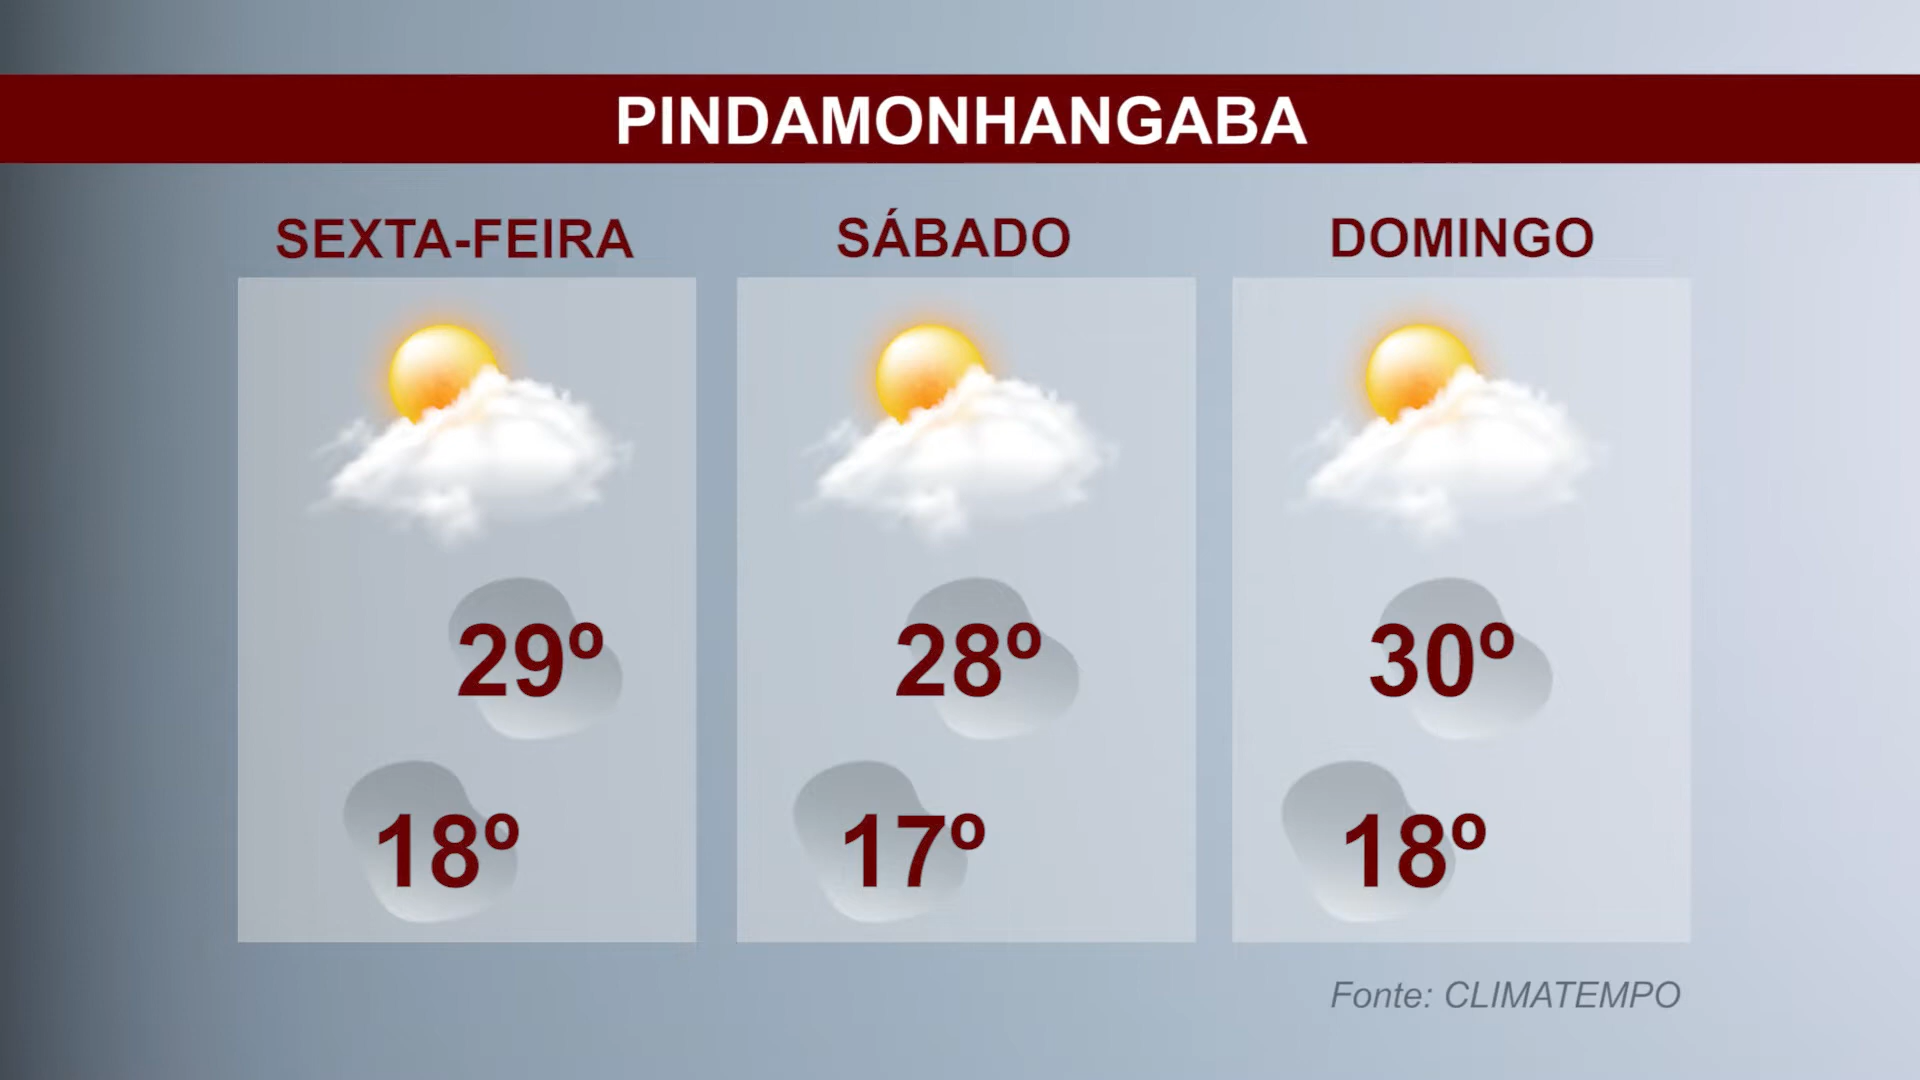 PINDAMONHANGABA
SEXTA-FEIRA
SÁBADO
DOMINGO
29º
28º
30º
18º
17º
18º
Fonte: CLIMATEMPO